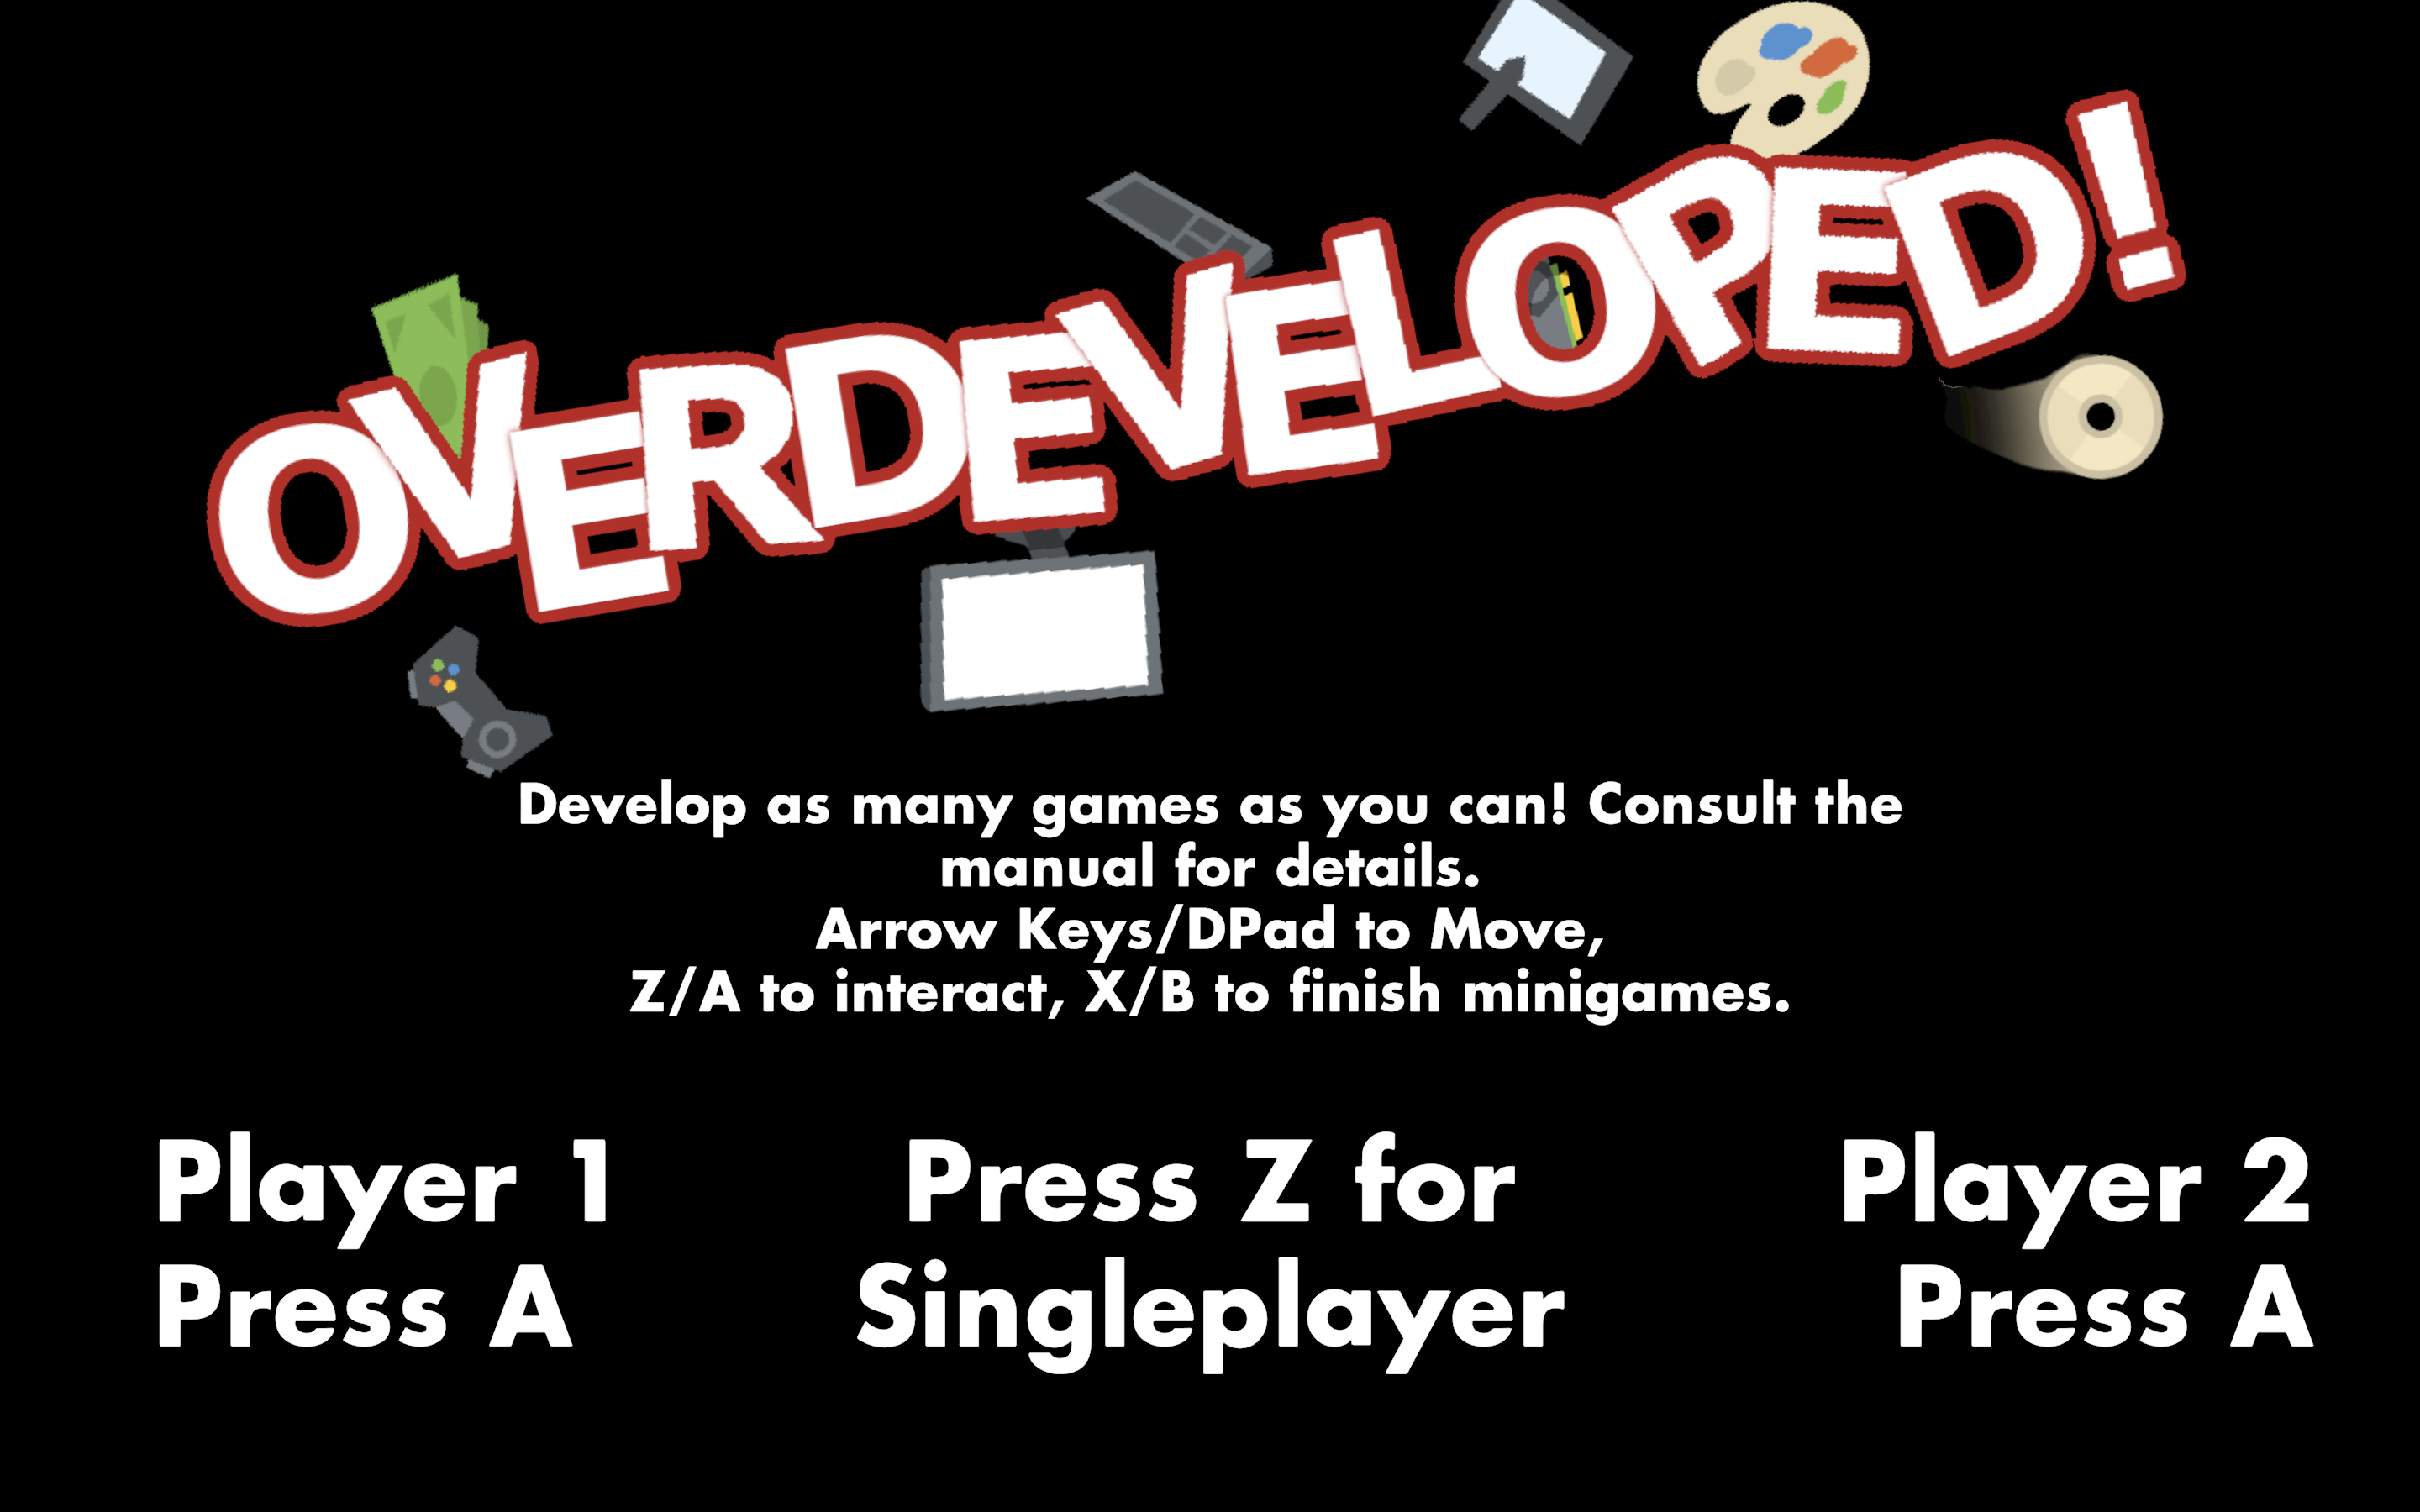 OVERDEVELOPED!
Develop as many games as you can! Consult the
manual for details.
Arrow Keys/DPad to Move,
Z/A to interact, X/B to finish minigames.
Player 1
Press A
Press Z for
Singleplayer
Player 2
Press A